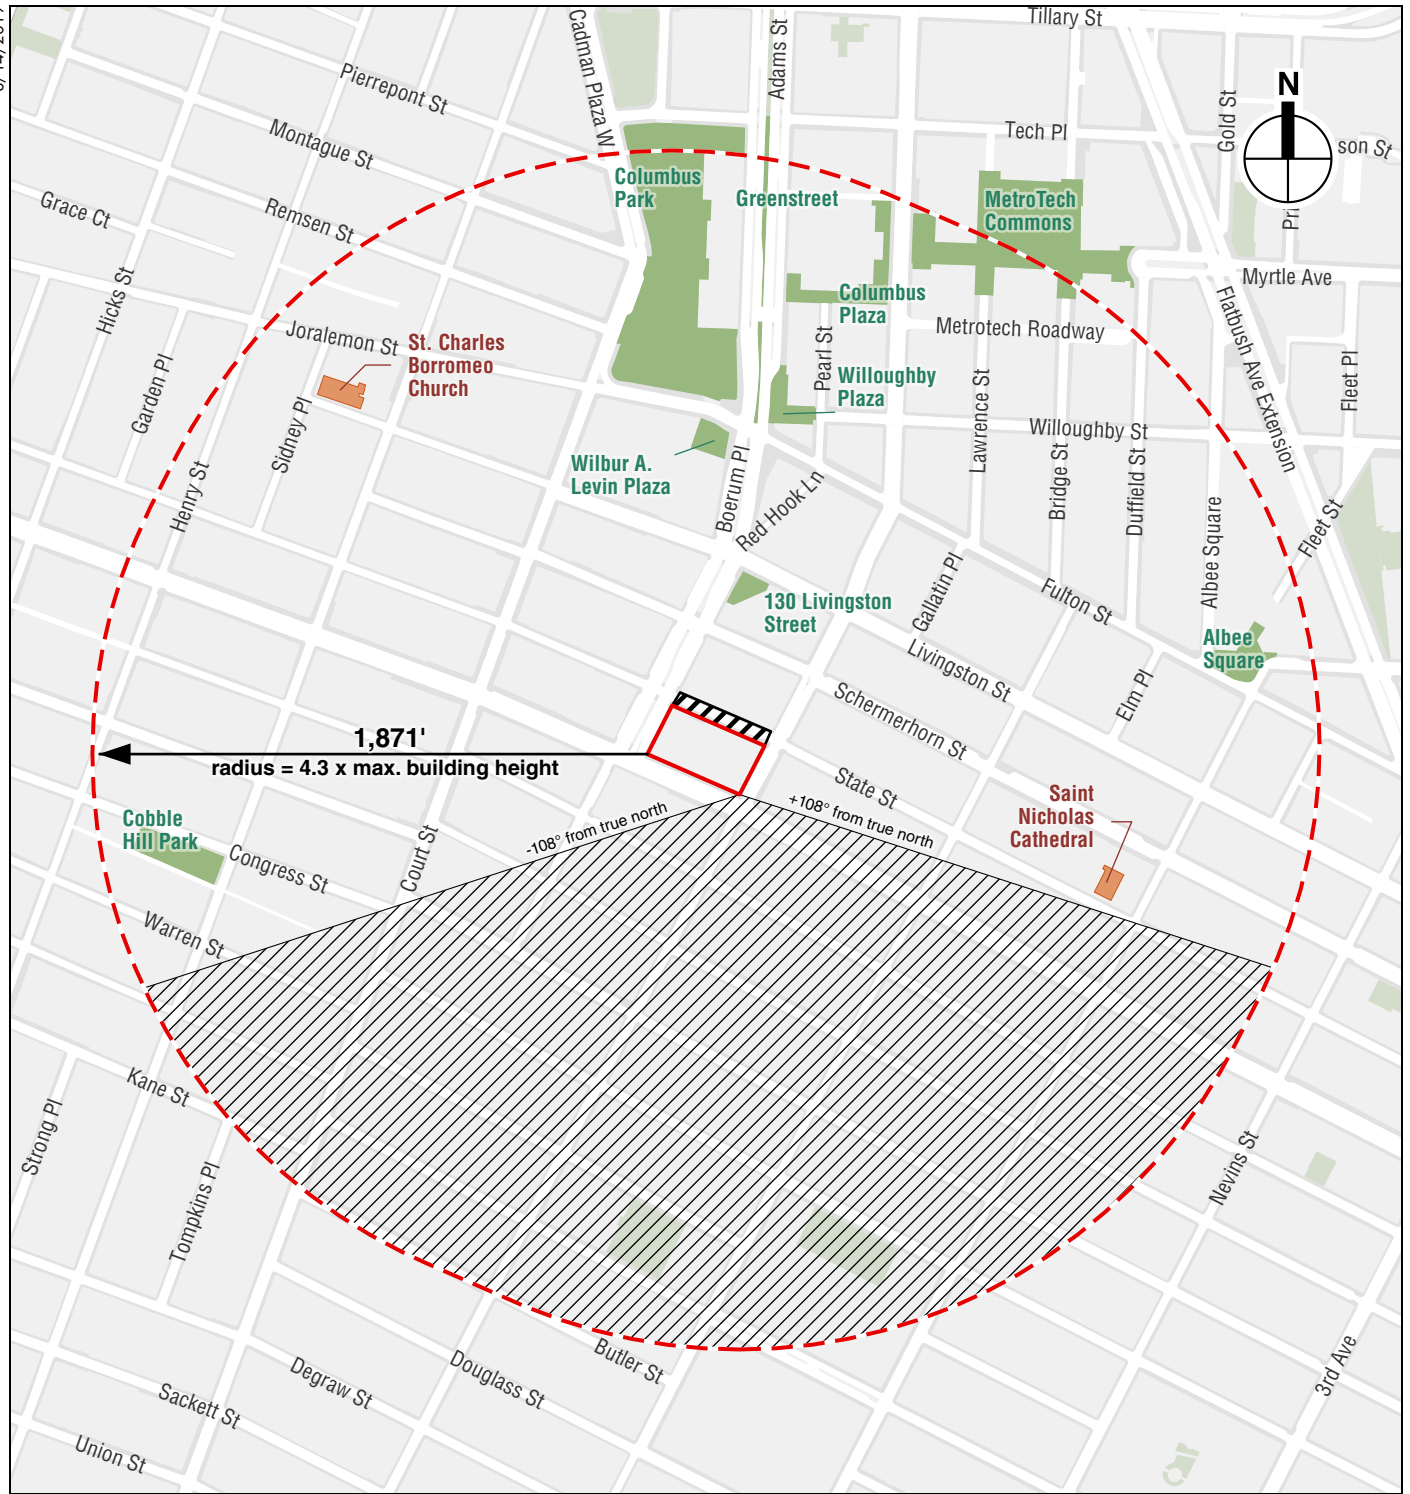 Tillary St
Cadman Plaza W
Adams St
Pierrepont St
N
Gold St
Tech Pl
son St
Montague St
Columbus
Park
Greenstreet
MetroTech
Commons
Grace Ct
Remsen St
Pri
Myrtle Ave
Hicks St
Columbus
Plaza
Metrotech Roadway
Joralemon St
St. Charles
Borromeo
Church
Pearl St
Flatbush Ave Extension
Garden Pl
Willoughby
Plaza
Fleet Pl
Sidney Pl
Lawrence St
Willoughby St
Wilbur A.
Levin Plaza
Boerum Pl
Red Hook Ln
Bridge St
Duffield St
Henry St
Albee Square
Fleet St
Gallatin Pl
Fulton St
130 Livingston
Street
Albee
Square
Livingston St
Elm Pl
Schermerhorn St
1,871'
radius = 4.3 x max. building height
State St
Saint
Nicholas
Cathedral
-108° from true north
+108° from true north
Cobble
Hill Park
Congress St
Court St
Warren St
Kane St
Strong Pl
Tompkins Pl
Nevins St
Butler St
Douglass St
Degraw St
Sackett St
Union St
3rd Ave